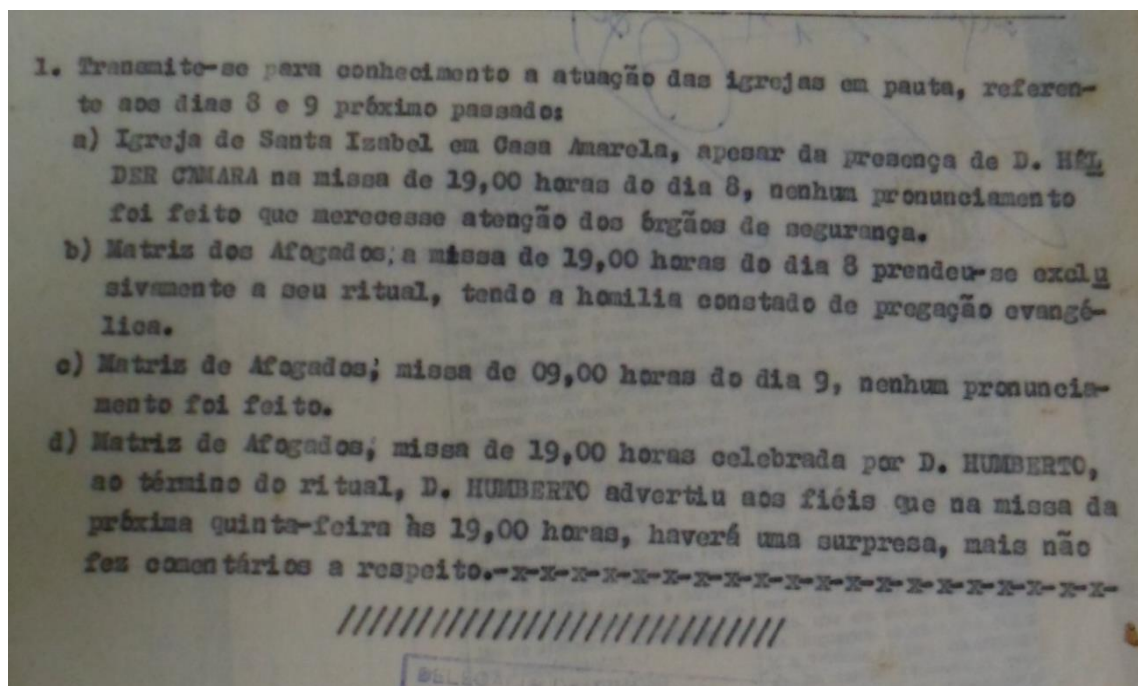 1. Transmite-se para conhecimento a atuação das igrejas em pauta, referen-
te aos dias 8 e 9 próximo passado:
a) Igreja de Santa Izabel em Casa Amarela, apesar da presença de D. HÉL
DER CAMARA na missa de 19,00 horas do dia 8, nenhum pronunciamento
foi feito que merecesse atenção dos órgãos de segurança.
b) Matriz dos Afogados; a missa de 19,00 horas do dia 8 prendeu-se exclu
sivamente a seu ritual, tendo a homilia constado de pregação evangé-
lica.
c) Matriz de Afogados; missa de 09,00 horas do dia 9, nenhum pronuncia-
mento foi feito.
d) Matriz de Afogados; missa de 19,00 horas celebrada por D. HUMBERTO,
ao término do ritual, D. HUMBERTO advertiu aos fiéis que na missa da
próxima quinta-feira às 19,00 horas, haverá uma surpresa, mais não
fez comentários a respeito.-x-x-x-x-x-x-x-x-x-x-x-x-x-x-x-x-x-x-x-x-
//////////////////////////////